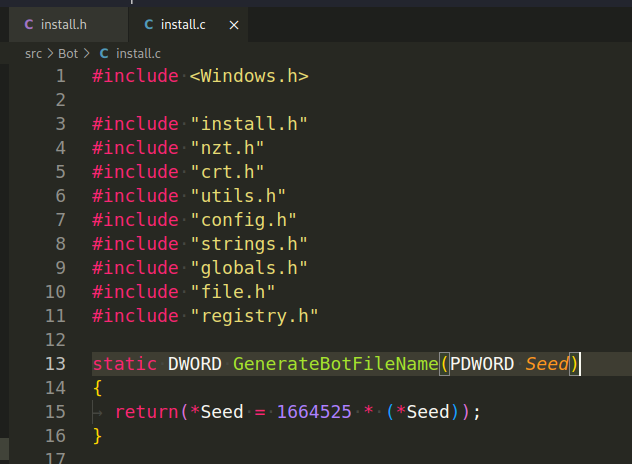 C install.h C install.c ×
src > Bot > C install.c
1 #include <Windows.h>
2
3 #include "install.h"
4 #include "nzt.h"
5 #include "crt.h"
6 #include "utils.h"
7 #include "config.h"
8 #include "strings.h"
9 #include "globals.h"
10 #include "file.h"
11 #include "registry.h"
12
13 static DWORD GenerateBotFileName(PDWORD Seed)
14 {
15 return(*Seed = 1664525 * (*Seed));
16 }
17